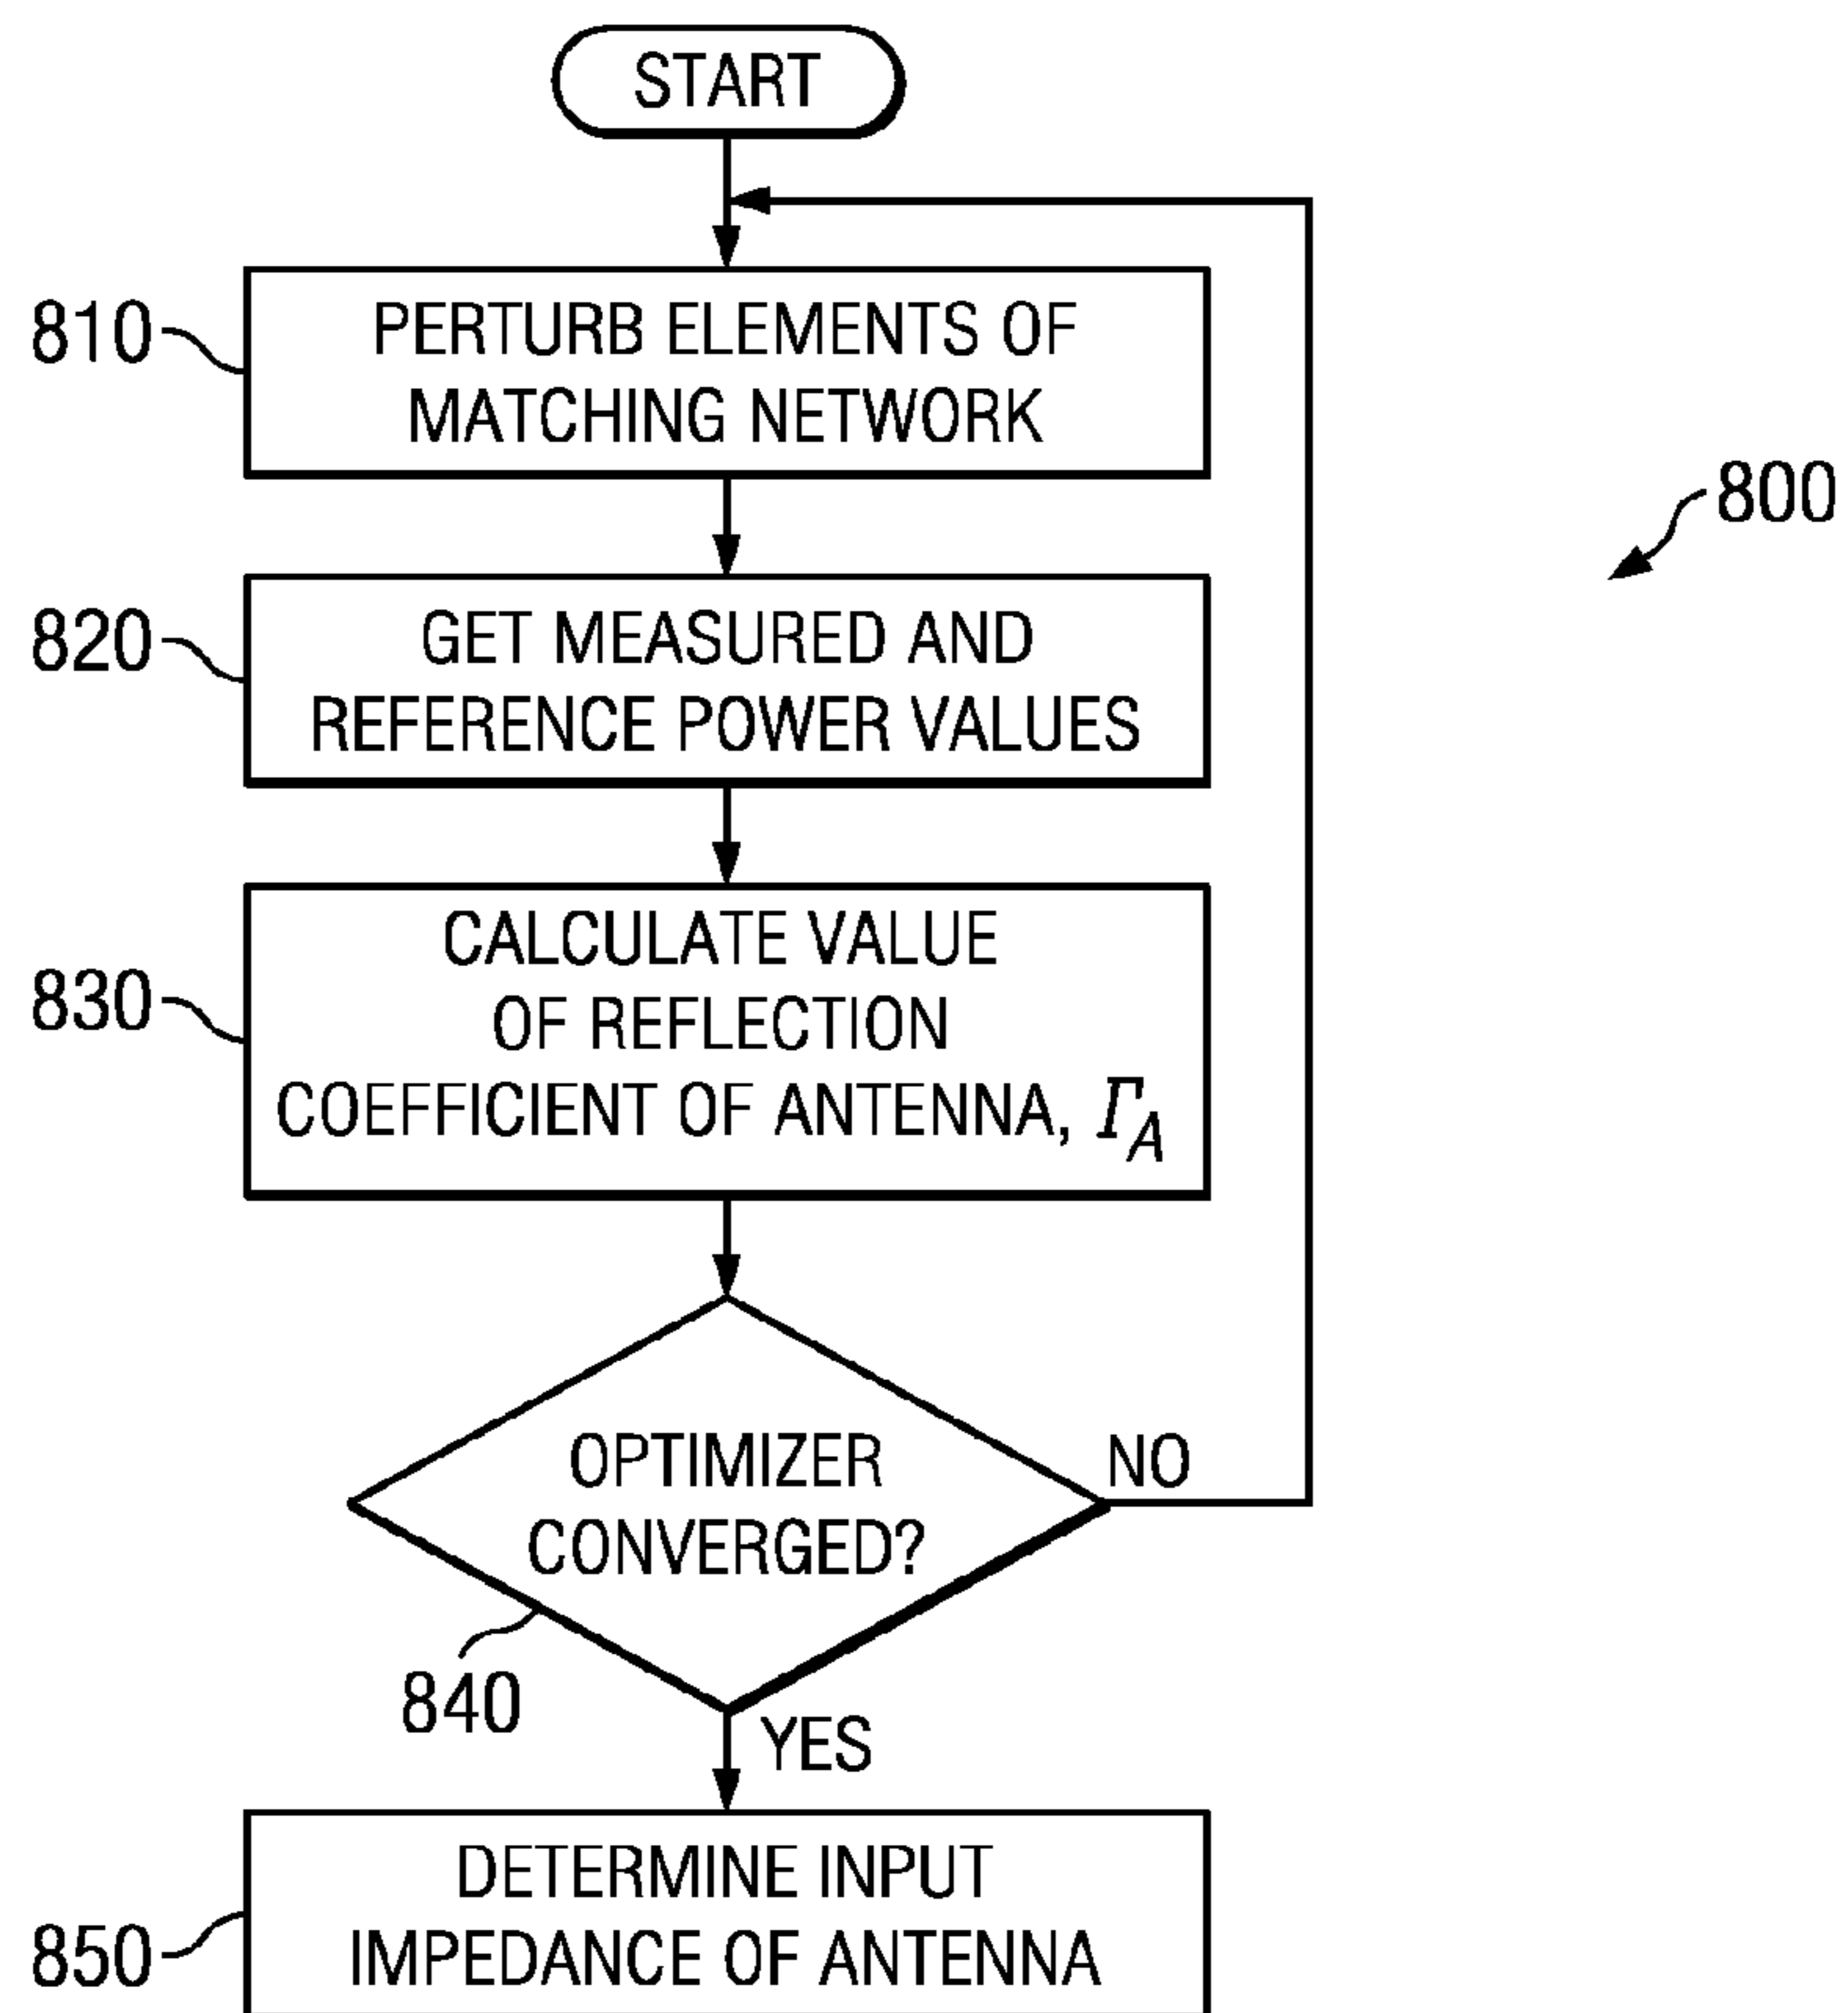 START
810
PERTURB ELEMENTS OF
MATCHING NETWORK
800
820
GET MEASURED AND
REFERENCE POWER VALUES
830
CALCULATE VALUE
OF REFLECTION
COEFFICIENT OF ANTENNA, Γ_A
OPTIMIZER
CONVERGED?
NO
840
YES
850
DETERMINE INPUT
IMPEDANCE OF ANTENNA